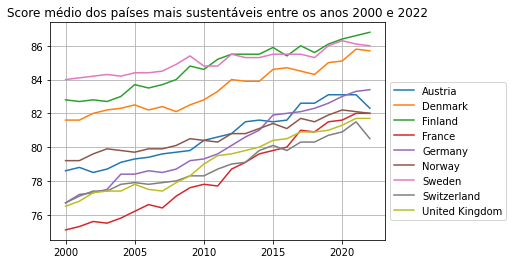 Score médio dos países mais sustentáveis entre os anos 2000 e 2022
86
84
82
80
78
76
2000
2005
2010
2015
2020
Austria
Denmark
Finland
France
Germany
Norway
Sweden
Switzerland
United Kingdom